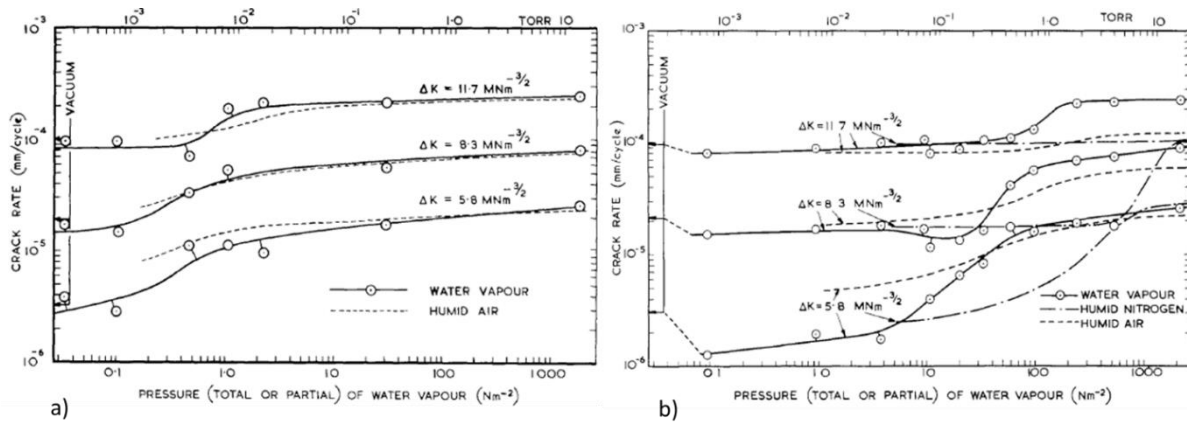 10⁻³ 10⁻² 10⁻¹ TORR 10
10⁻³
10⁻⁴
10⁻⁵
10⁻⁶
CRACK RATE (mm/cycle)
VACUUM
ΔK = 11.7 MNm⁻³/²
ΔK = 8.3 MNm⁻³/²
ΔK = 5.8 MNm⁻³/²
WATER VAPOUR
HUMID AIR
0.1 1.0 10 100 1000
PRESSURE (TOTAL OR PARTIAL) OF WATER VAPOUR (Nm⁻²)
a)
10⁻³ 10⁻² 10⁻¹ 1.0 TORR 10
10⁻³
10⁻⁴
10⁻⁵
10⁻⁶
CRACK RATE (mm/cycle)
VACUUM
ΔK=11.7 MNm⁻³/²
ΔK=8.3 MNm⁻³/²
ΔK=5.8 MNm⁻³/²
WATER VAPOUR
HUMID NITROGEN.
HUMID AIR
0.1 1.0 10 100 1000
PRESSURE (TOTAL OR PARTIAL) OF WATER VAPOUR (Nm⁻²)
b)